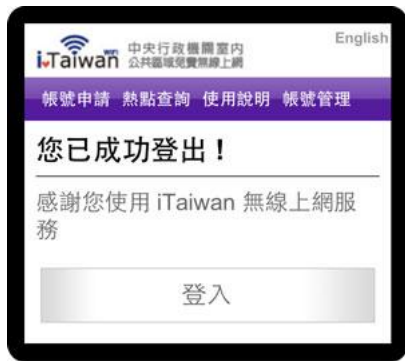 English
i-Taiwan WiFi 中央行政機關室內
公共區域免費無線上網
帳號申請 熱點查詢 使用說明 帳號管理
您已成功登出！
感謝您使用 iTaiwan 無線上網服
務
登入